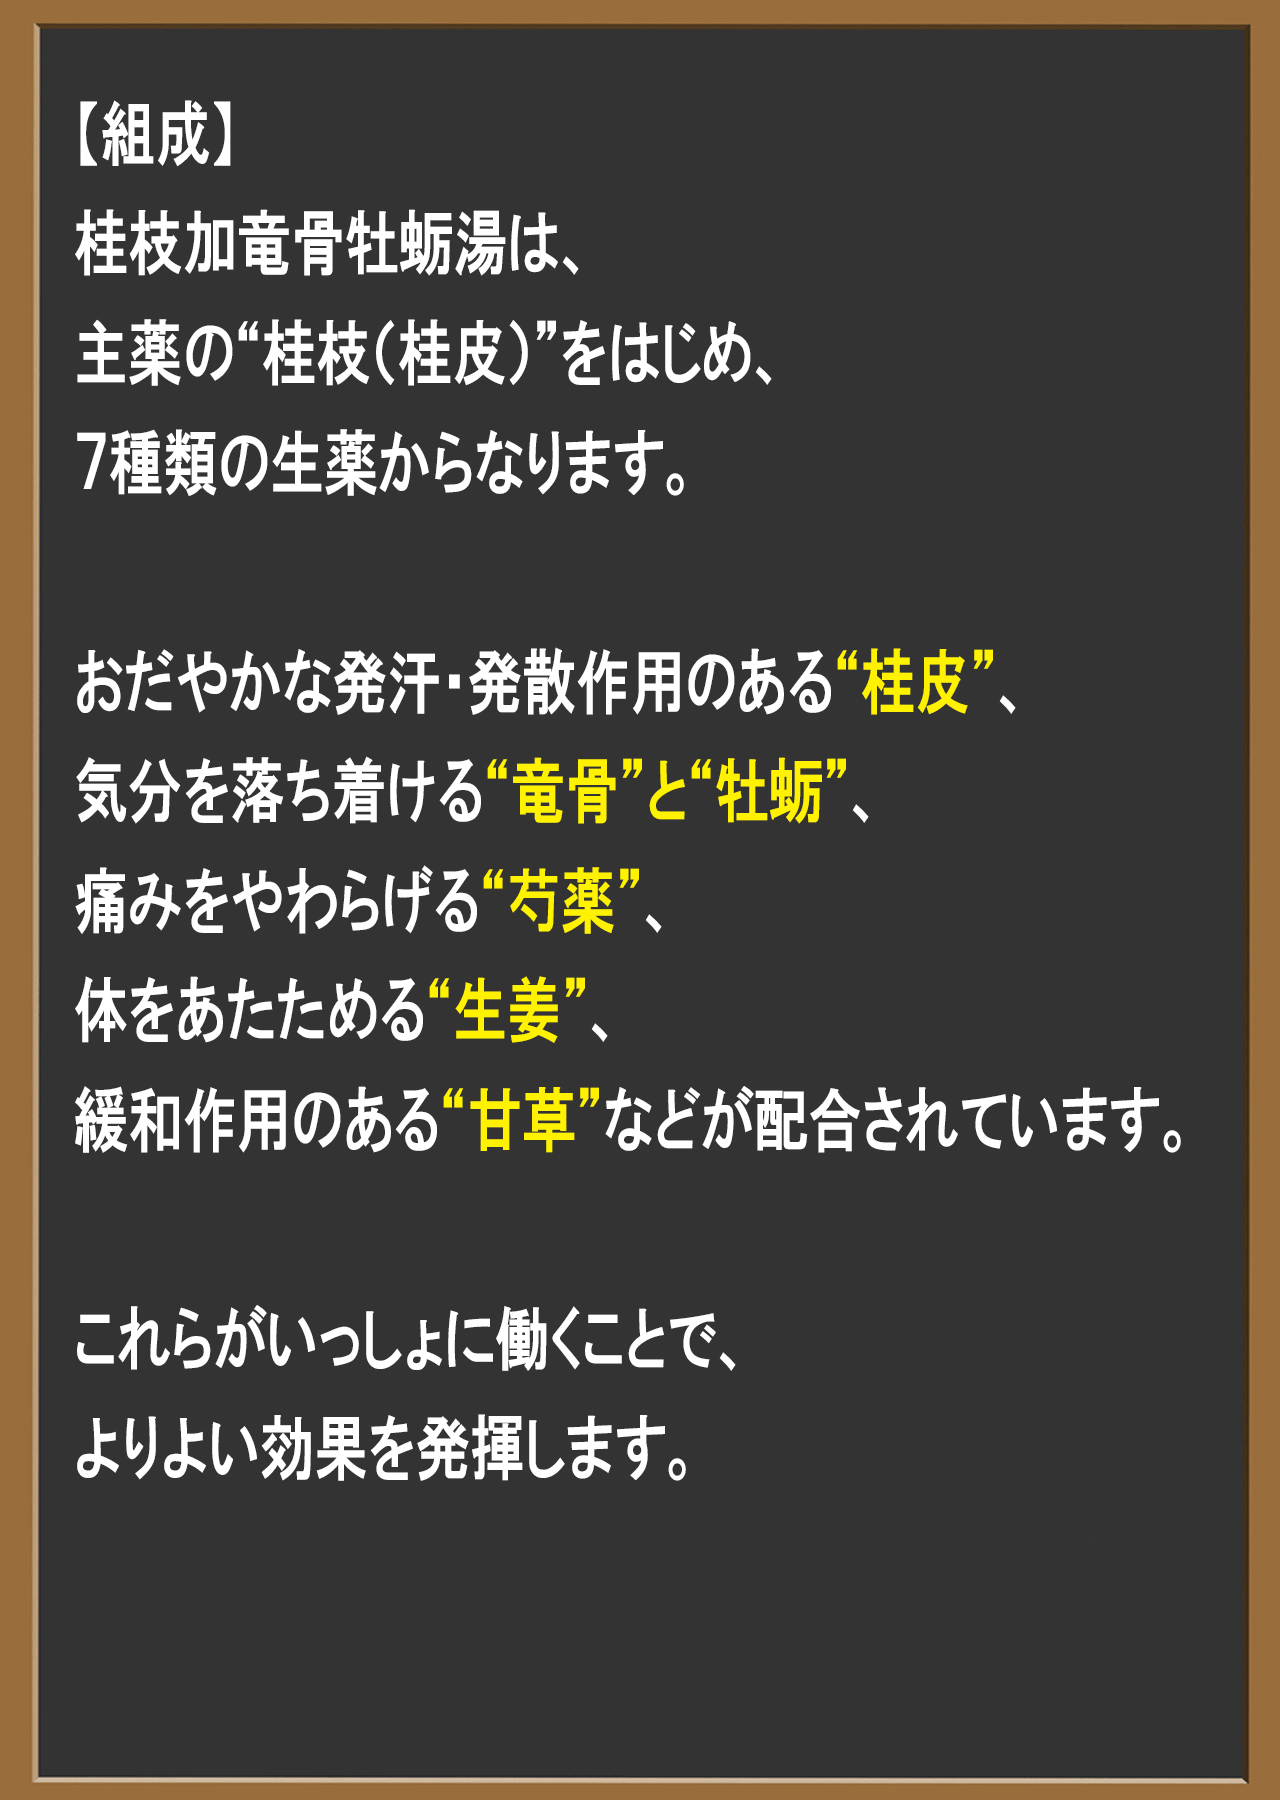 【組成】
桂枝加竜骨牡蛎湯は、
主薬の“桂枝（桂皮）”をはじめ、
７種類の生薬からなります。
おだやかな発汗・発散作用のある“桂皮”、
気分を落ち着ける“竜骨”と“牡蛎”、
痛みをやわらげる“芍薬”、
体をあたためる“生姜”、
緩和作用のある“甘草”などが配合されています。
これらがいっしょに働くことで、
よりよい効果を発揮します。